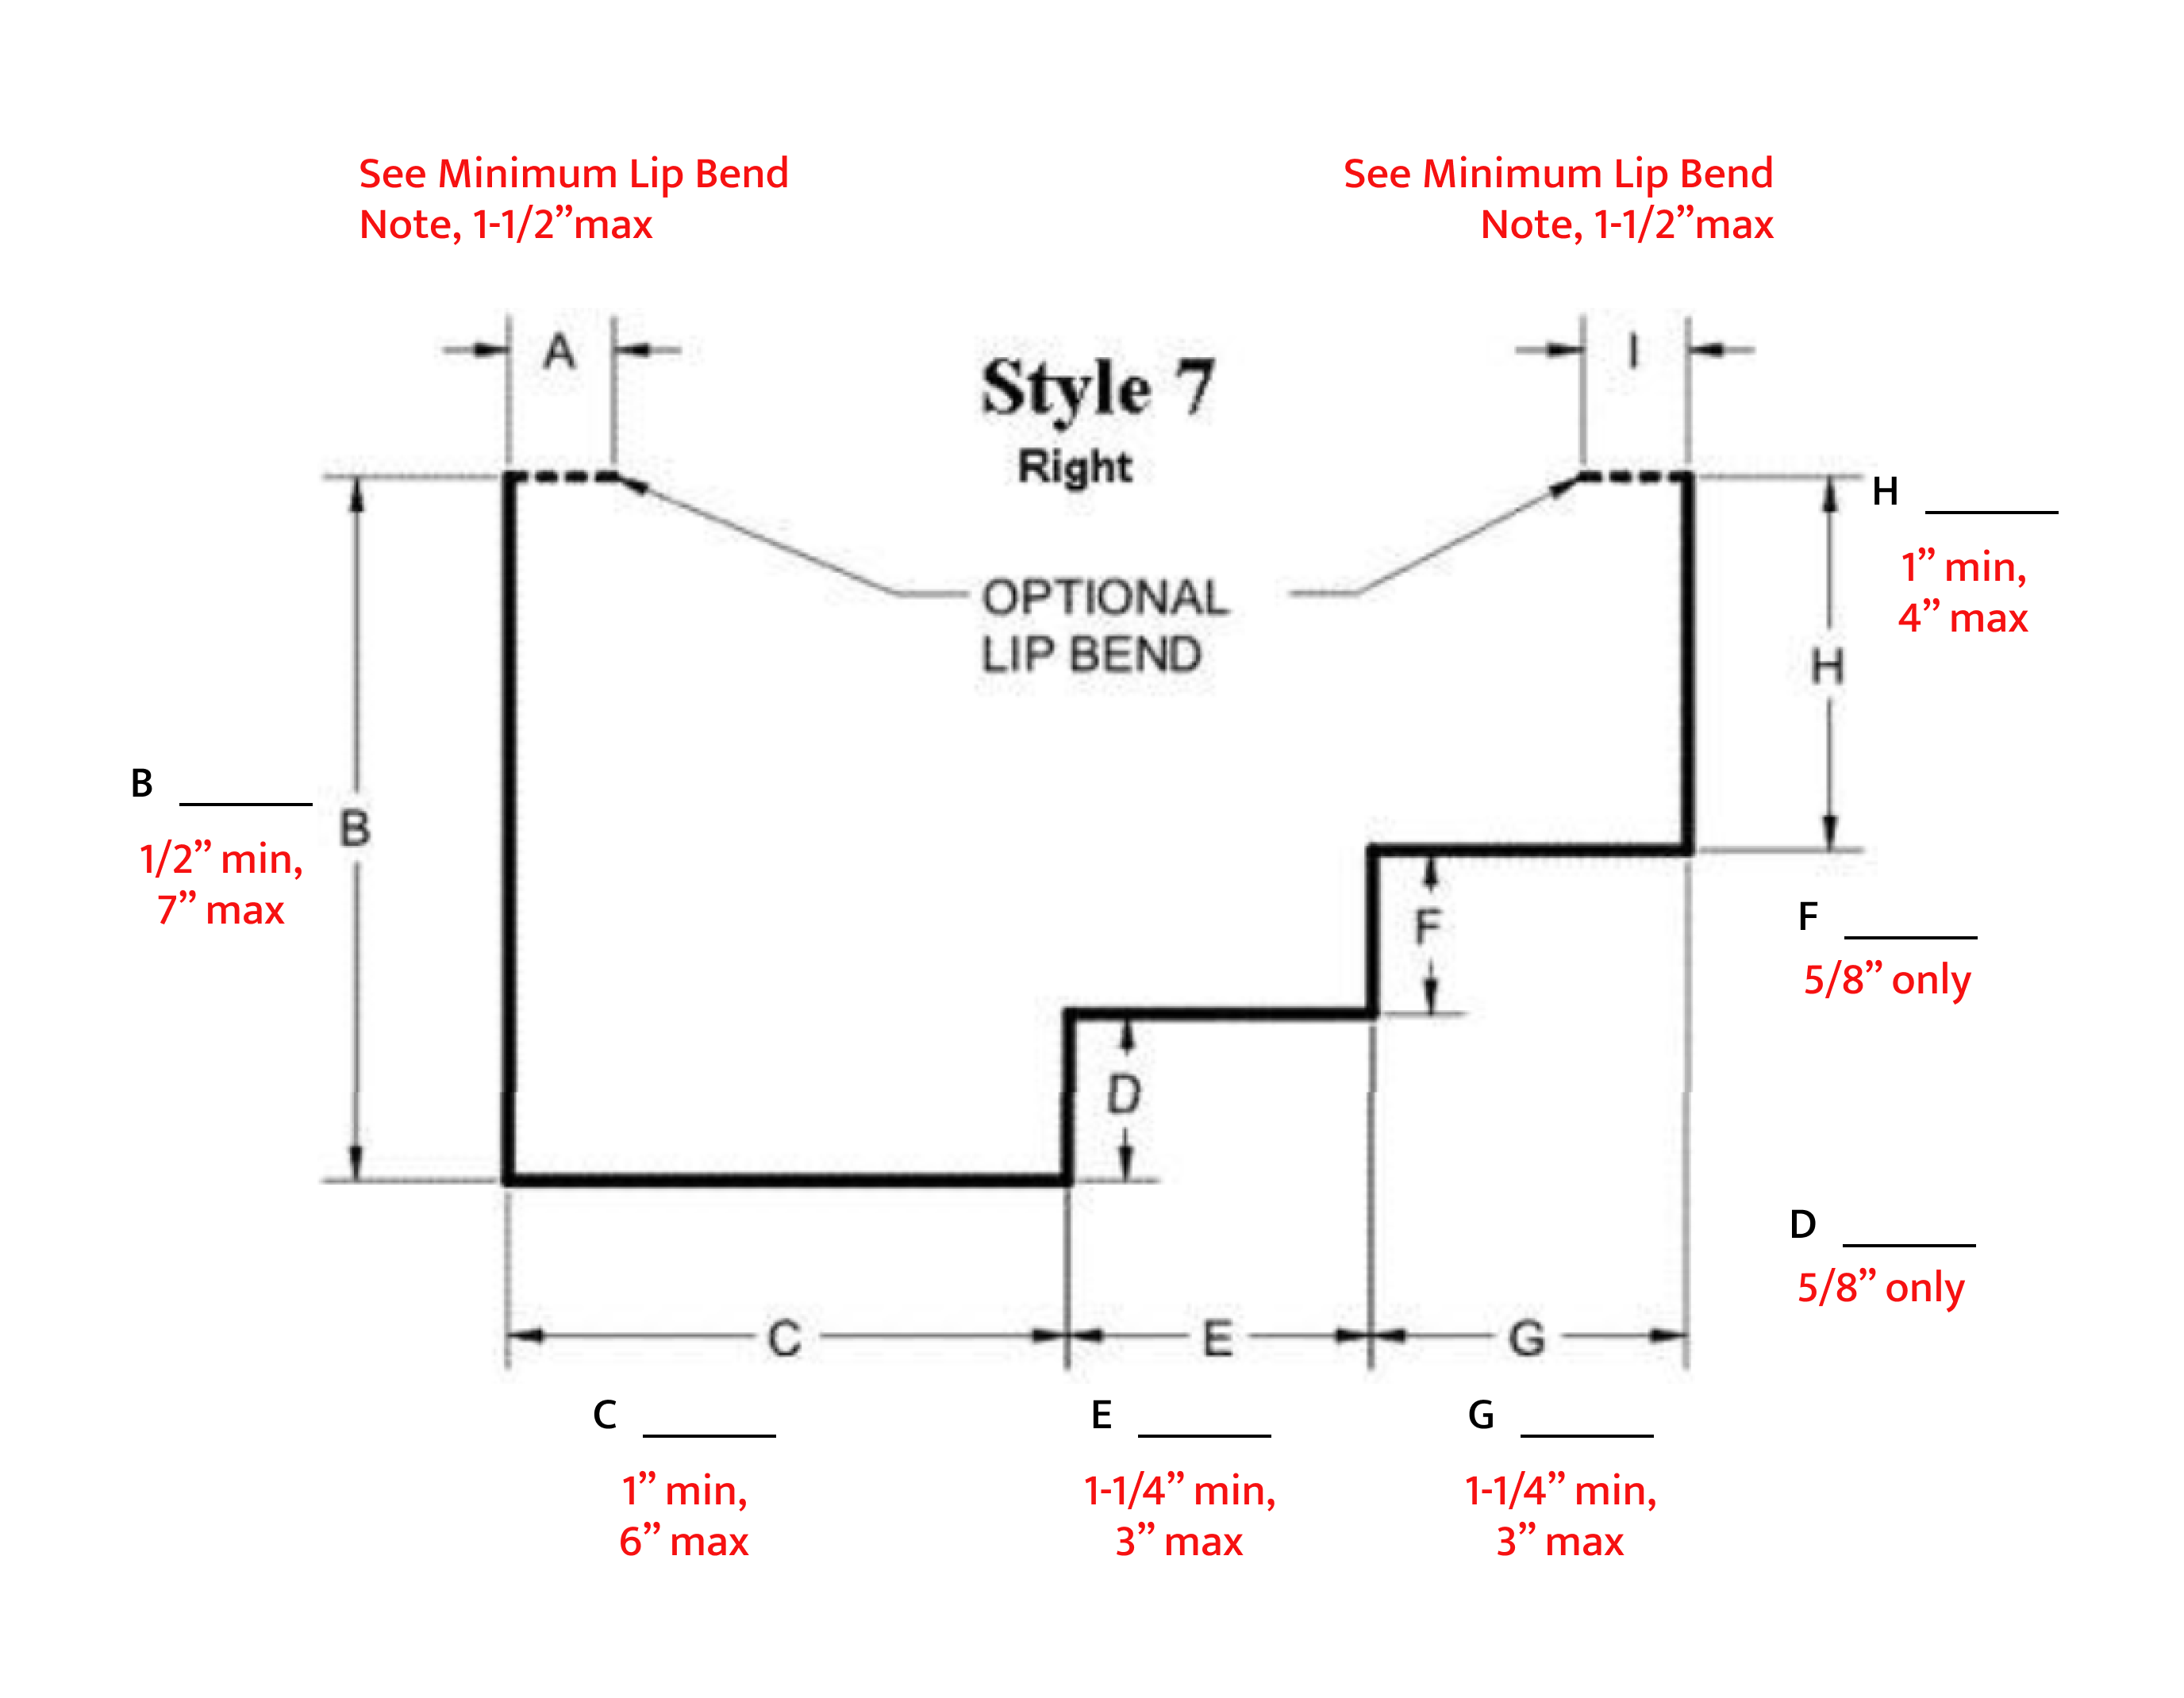 See Minimum Lip Bend
Note, 1-1/2”max
See Minimum Lip Bend
Note, 1-1/2”max
A
I
Style 7
Right
H ______
1” min,
4” max
OPTIONAL
LIP BEND
H
B ______
B
1/2” min,
7” max
F
F ______
5/8” only
D
D ______
5/8” only
C
E
G
C ______
E ______
G ______
1” min,
6” max
1-1/4” min,
3” max
1-1/4” min,
3” max